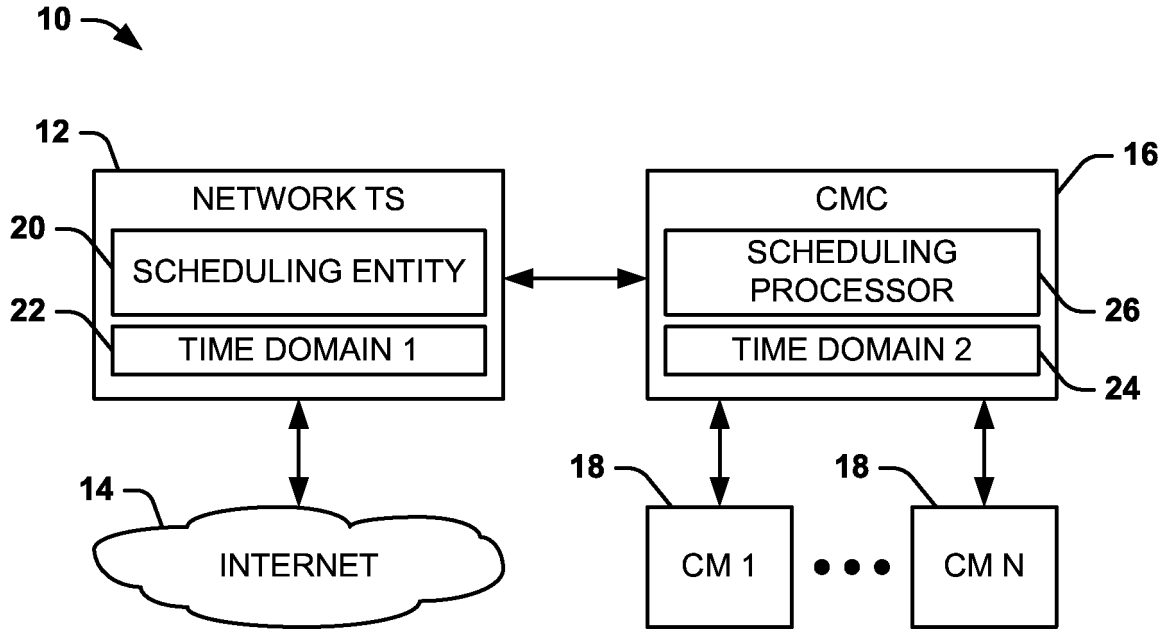 10
12
NETWORK TS
20
SCHEDULING ENTITY
22
TIME DOMAIN 1
16
CMC
SCHEDULING
PROCESSOR
26
TIME DOMAIN 2
24
14
INTERNET
18
CM 1
18
CM N